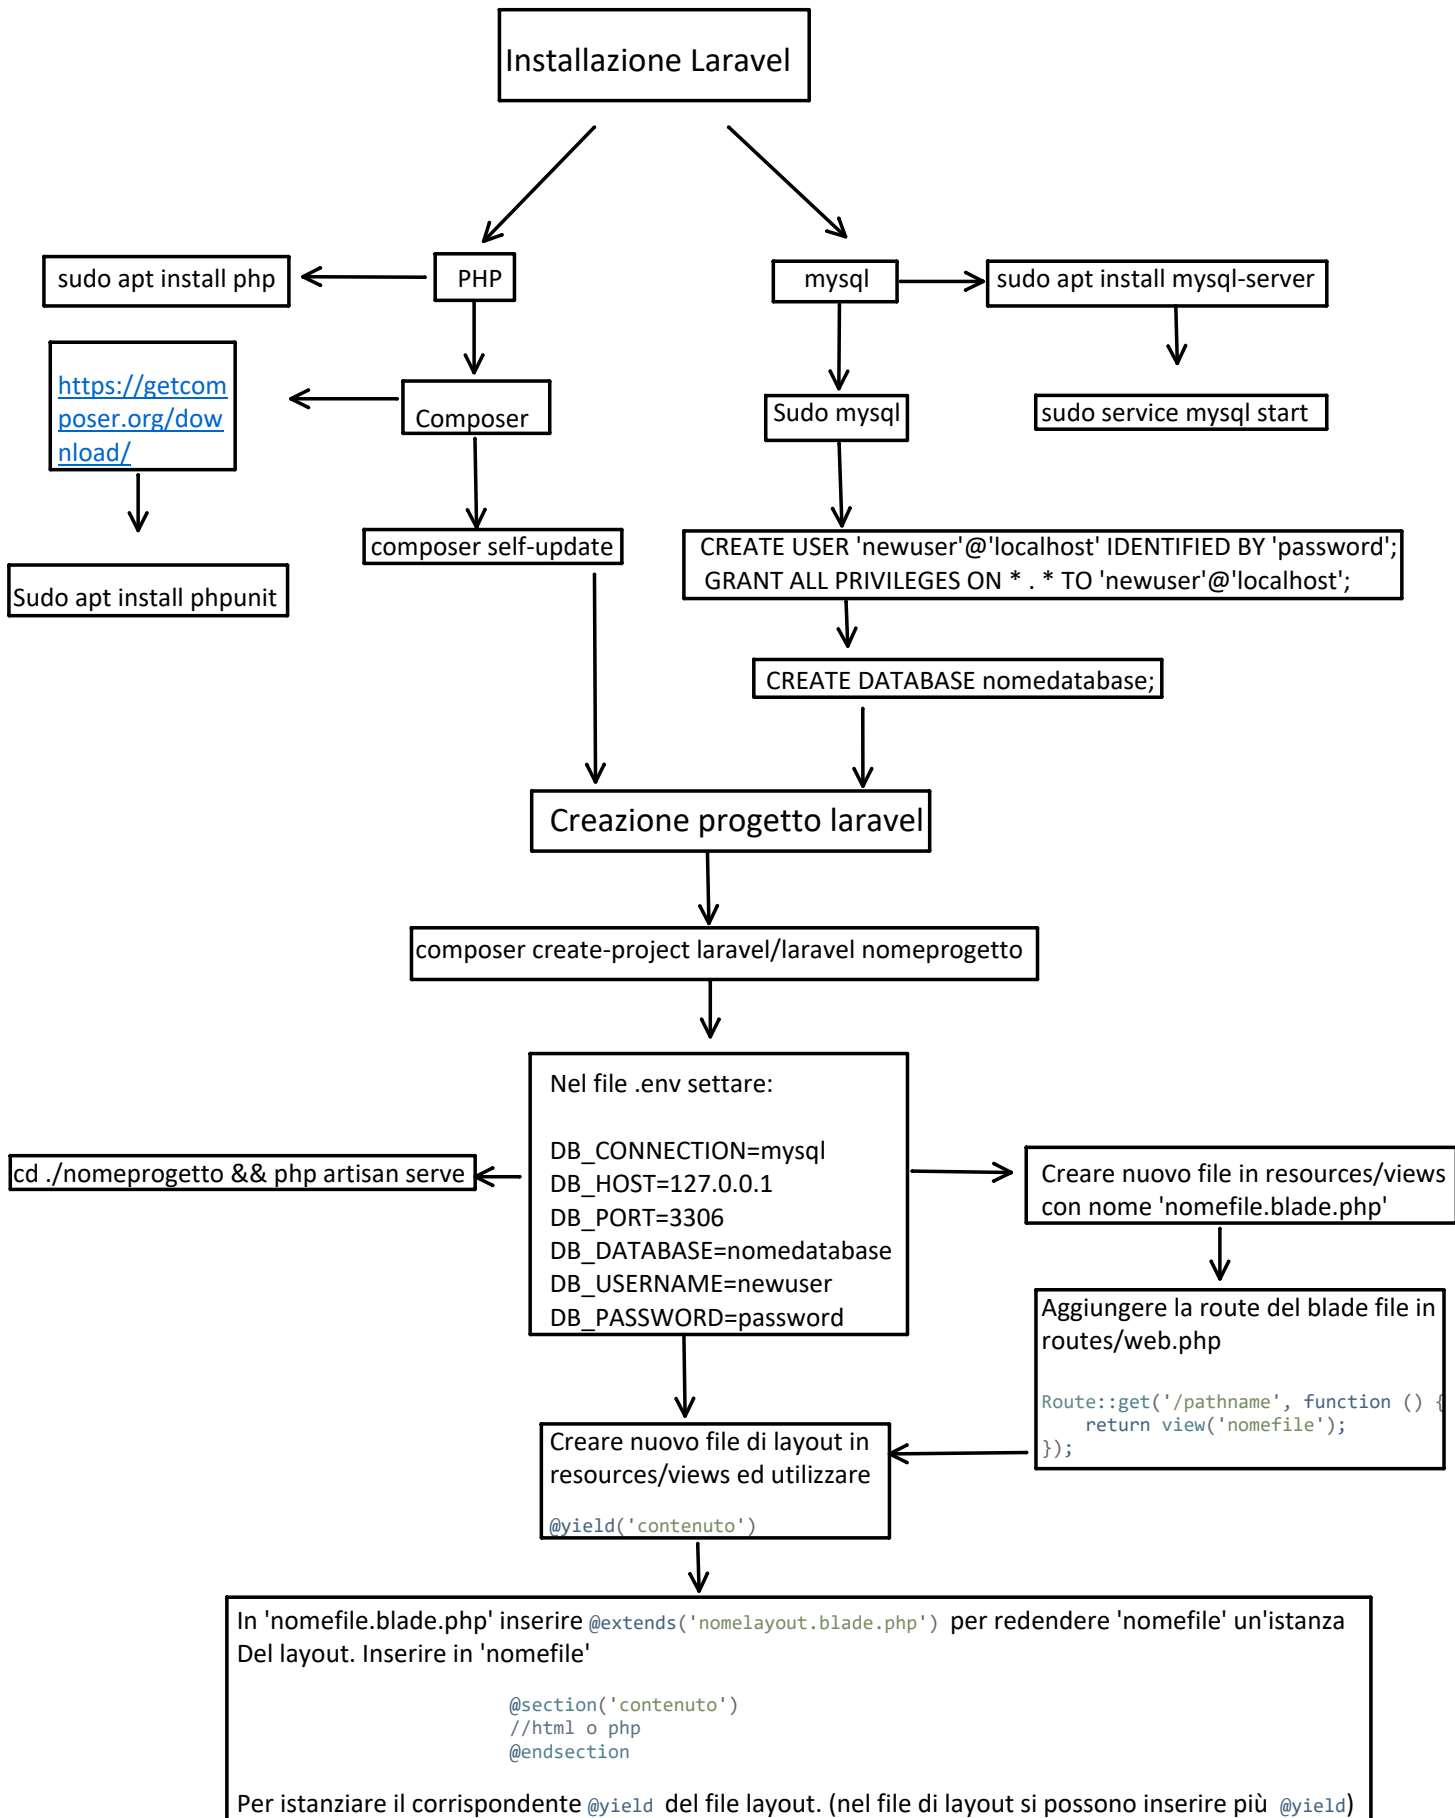 Installazione Laravel
sudo apt install php
PHP
mysql
sudo apt install mysql-server
https://getcom
poser.org/dow
nload/
Composer
Sudo mysql
sudo service mysql start
Sudo apt install phpunit
composer self-update
CREATE USER 'newuser'@'localhost' IDENTIFIED BY 'password';
GRANT ALL PRIVILEGES ON * . * TO 'newuser'@'localhost';
CREATE DATABASE nomedatabase;
Creazione progetto laravel
composer create-project laravel/laravel nomeprogetto
Nel file .env settare:
DB_CONNECTION=mysql
DB_HOST=127.0.0.1
DB_PORT=3306
DB_DATABASE=nomedatabase
DB_USERNAME=newuser
DB_PASSWORD=password
cd ./nomeprogetto && php artisan serve
Creare nuovo file in resources/views
con nome 'nomefile.blade.php'
Aggiungere la route del blade file in
routes/web.php
Route::get('/pathname', function () {
    return view('nomefile');
});
Creare nuovo file di layout in
resources/views ed utilizzare
@yield('contenuto')
In 'nomefile.blade.php' inserire @extends('nomelayout.blade.php') per redendere 'nomefile' un'istanza
Del layout. Inserire in 'nomefile'
@section('contenuto')
//html o php
@endsection
Per istanziare il corrispondente @yield del file layout. (nel file di layout si possono inserire più @yield)